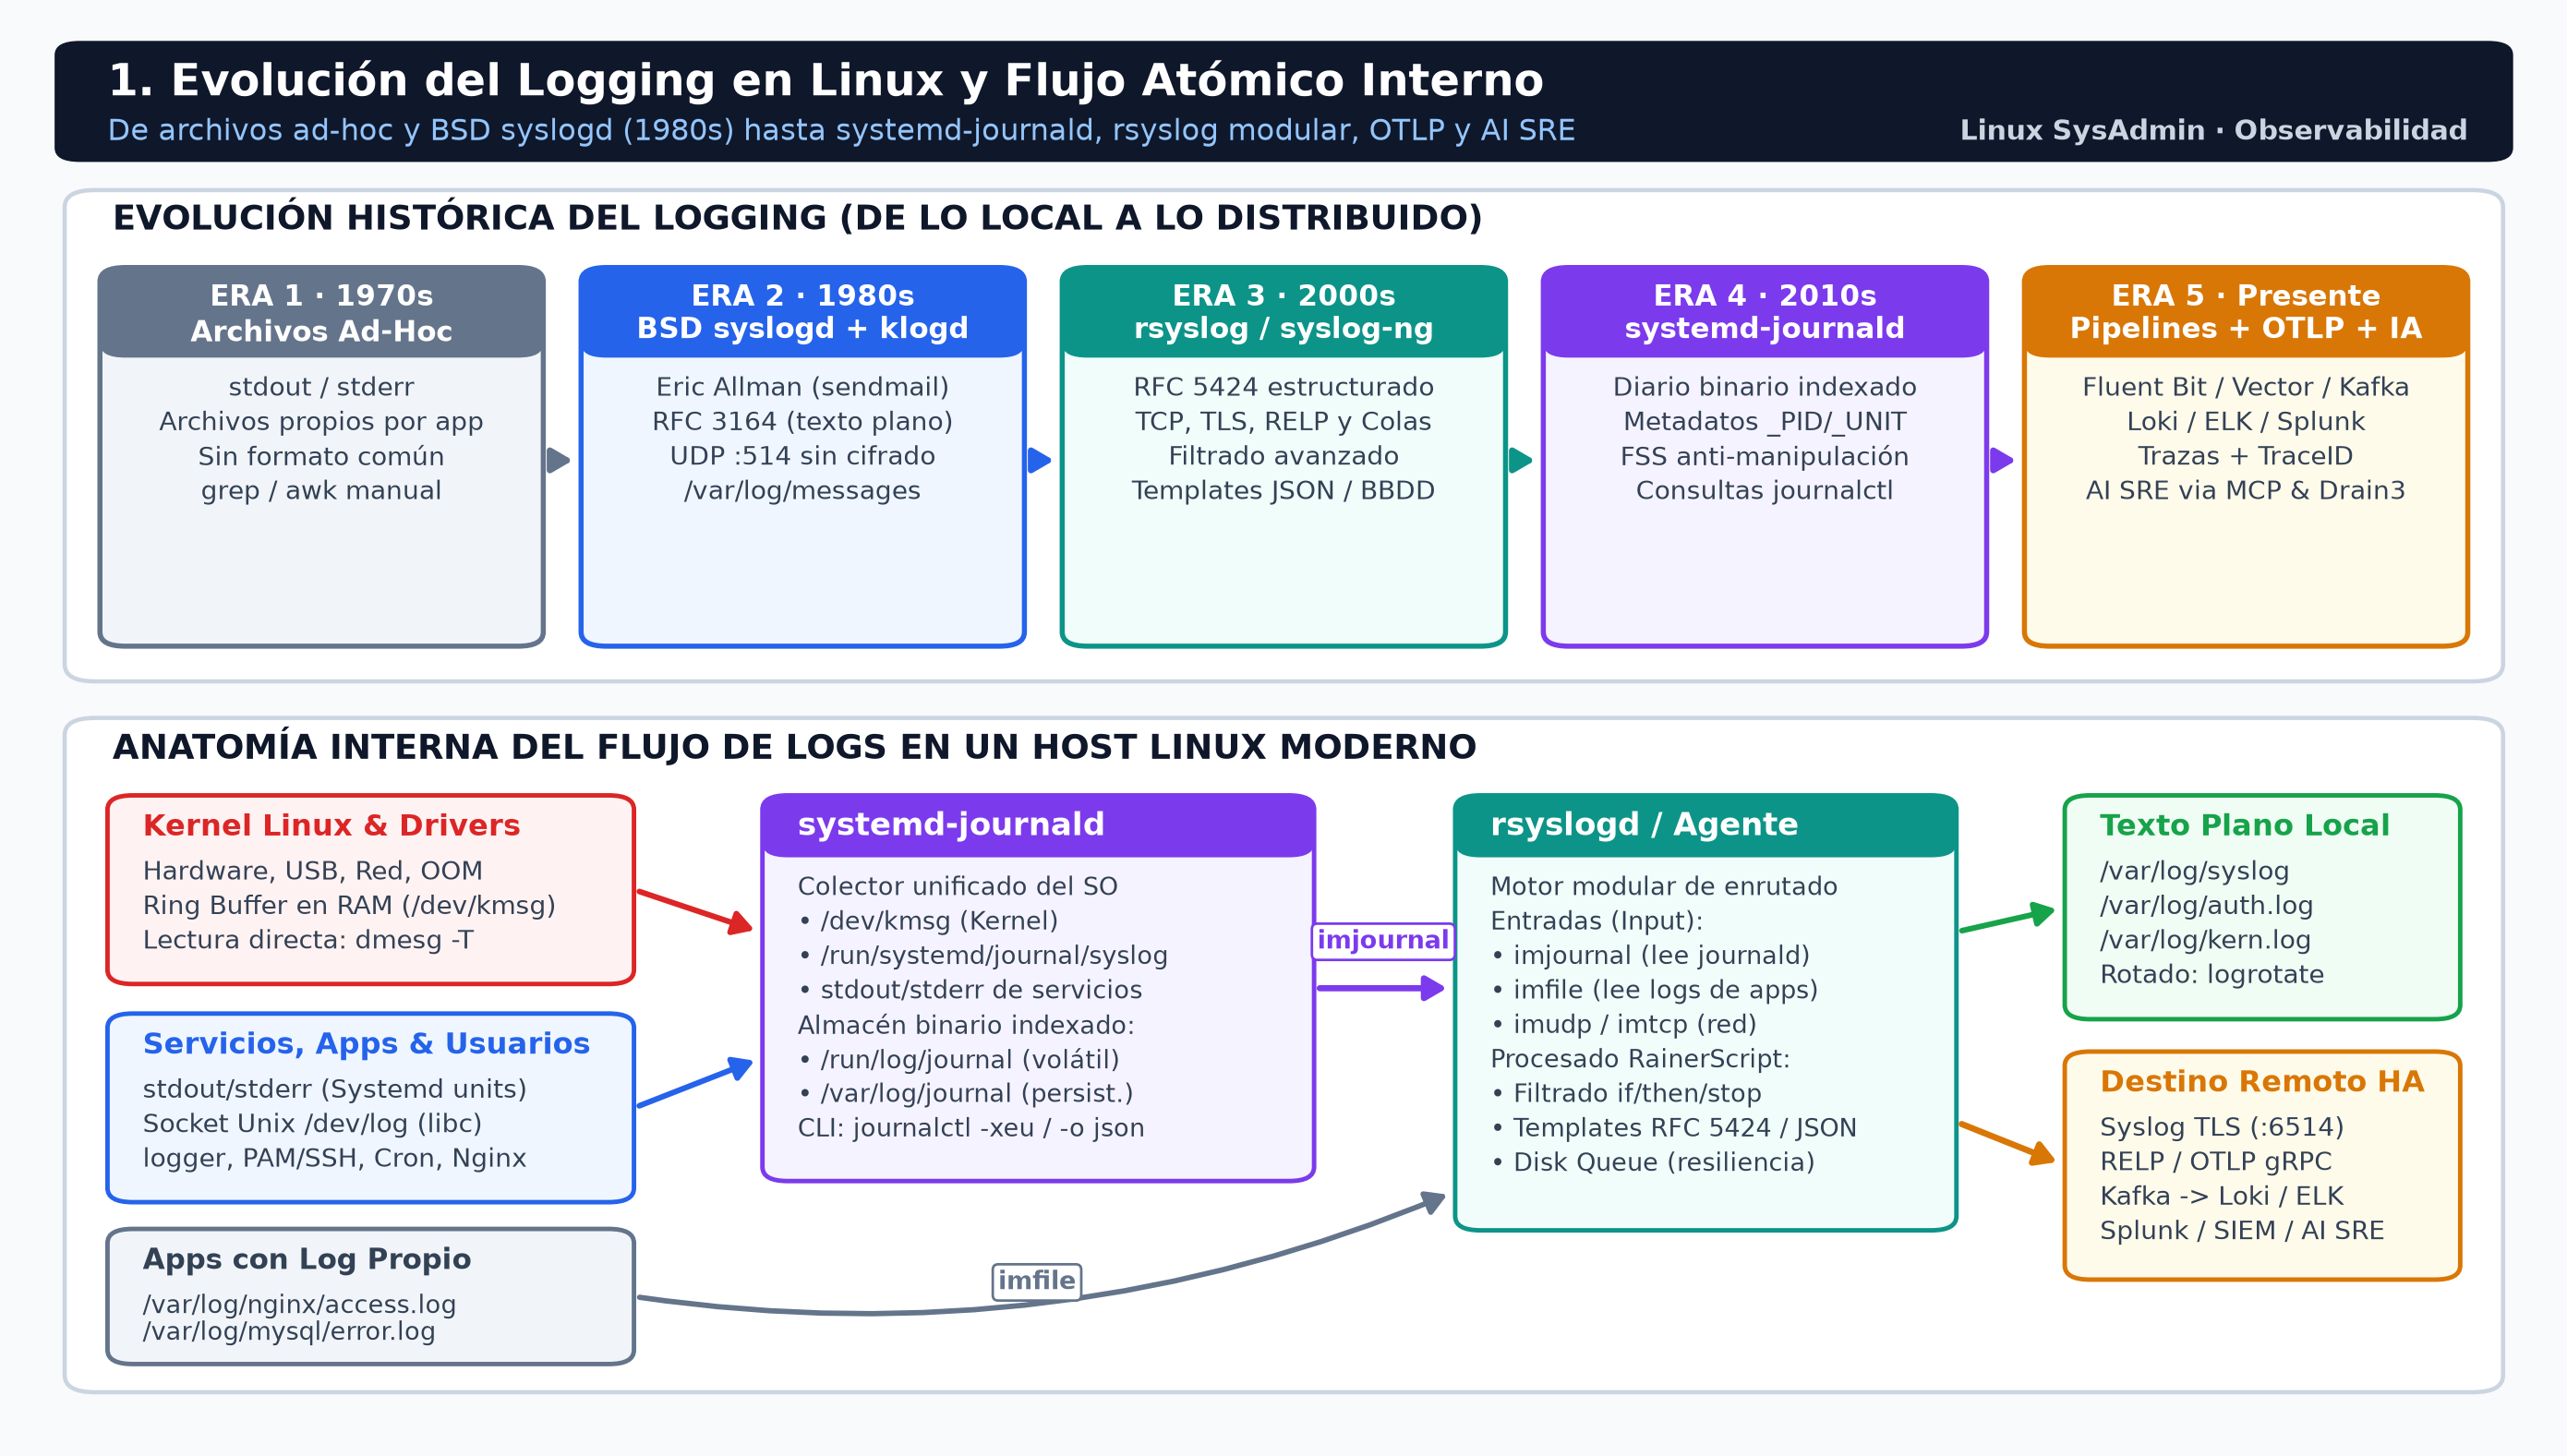 1. Evolución del Logging en Linux y Flujo Atómico Interno
De archivos ad-hoc y BSD syslogd (1980s) hasta systemd-journald, rsyslog modular, OTLP y AI SRE
Linux SysAdmin · Observabilidad
EVOLUCIÓN HISTÓRICA DEL LOGGING (DE LO LOCAL A LO DISTRIBUIDO)
ERA 1 · 1970s
Archivos Ad-Hoc
stdout / stderr
Archivos propios por app
Sin formato común
grep / awk manual
ERA 2 · 1980s
BSD syslogd + klogd
Eric Allman (sendmail)
RFC 3164 (texto plano)
UDP :514 sin cifrado
/var/log/messages
ERA 3 · 2000s
rsyslog / syslog-ng
RFC 5424 estructurado
TCP, TLS, RELP y Colas
Filtrado avanzado
Templates JSON / BBDD
ERA 4 · 2010s
systemd-journald
Diario binario indexado
Metadatos _PID/_UNIT
FSS anti-manipulación
Consultas journalctl
ERA 5 · Presente
Pipelines + OTLP + IA
Fluent Bit / Vector / Kafka
Loki / ELK / Splunk
Trazas + TraceID
AI SRE via MCP & Drain3
ANATOMÍA INTERNA DEL FLUJO DE LOGS EN UN HOST LINUX MODERNO
Kernel Linux & Drivers
Hardware, USB, Red, OOM
Ring Buffer en RAM (/dev/kmsg)
Lectura directa: dmesg -T
Servicios, Apps & Usuarios
stdout/stderr (Systemd units)
Socket Unix /dev/log (libc)
logger, PAM/SSH, Cron, Nginx
Apps con Log Propio
/var/log/nginx/access.log
/var/log/mysql/error.log
systemd-journald
Colector unificado del SO
• /dev/kmsg (Kernel)
• /run/systemd/journal/syslog
• stdout/stderr de servicios
Almacén binario indexado:
• /run/log/journal (volátil)
• /var/log/journal (persist.)
CLI: journalctl -xeu / -o json
imjournal
imfile
rsyslogd / Agente
Motor modular de enrutado
Entradas (Input):
• imjournal (lee journald)
• imfile (lee logs de apps)
• imudp / imtcp (red)
Procesado RainerScript:
• Filtrado if/then/stop
• Templates RFC 5424 / JSON
• Disk Queue (resiliencia)
Texto Plano Local
/var/log/syslog
/var/log/auth.log
/var/log/kern.log
Rotado: logrotate
Destino Remoto HA
Syslog TLS (:6514)
RELP / OTLP gRPC
Kafka -> Loki / ELK
Splunk / SIEM / AI SRE